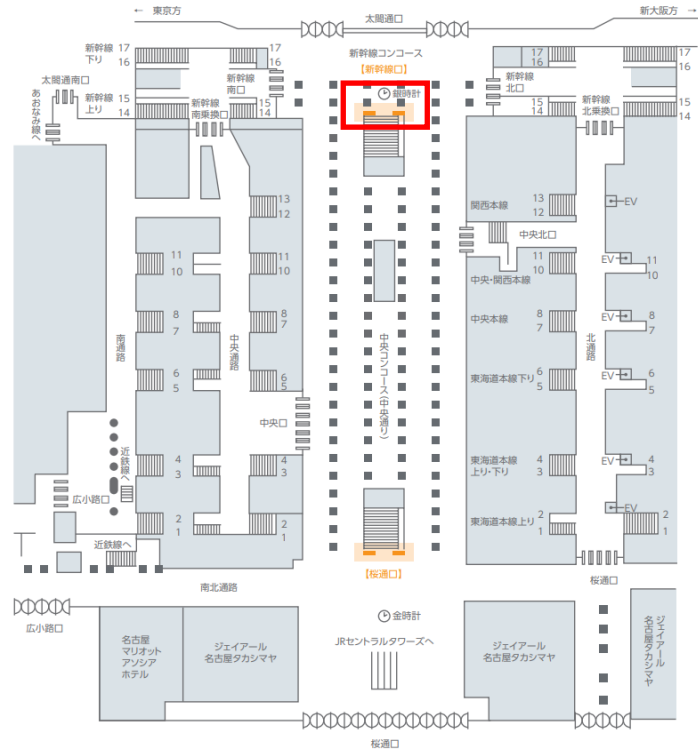 ← 東京方
太閤通口
新大阪方 →
新幹線 17
下り 16
17
16
新幹線コンコース
【新幹線口】
17
16
17
16
太閤通南口
新幹線
南口
銀時計
新幹線
北口
あおなみ線へ
新幹線 15
上り 14
新幹線
南乗換口
15
14
15
14
新幹線
北乗換口
15
14
13
12
関西本線
13
12
EV
中央北口
11
10
11
10
11
10
中央・関西本線
EV
11
10
8
7
8
7
中央本線
8
7
EV
8
7
南通路
中央通路
中央コンコース(中央通り)
北通路
6
5
6
5
東海道本線下り
6
5
EV
6
5
中央口
近鉄線へ
4
3
4
3
東海道本線
上り・下り
4
3
EV
4
3
広小路口
2
1
2
1
東海道本線上り
2
1
EV
2
1
近鉄線へ
【桜通口】
桜通口
南北通路
広小路口
金時計
JRセントラルタワーズへ
名古屋
マリオット
アソシア
ホテル
ジェイアール
名古屋タカシマヤ
ジェイアール
名古屋タカシマヤ
ジェイアール
名古屋タカシマヤ
桜通口